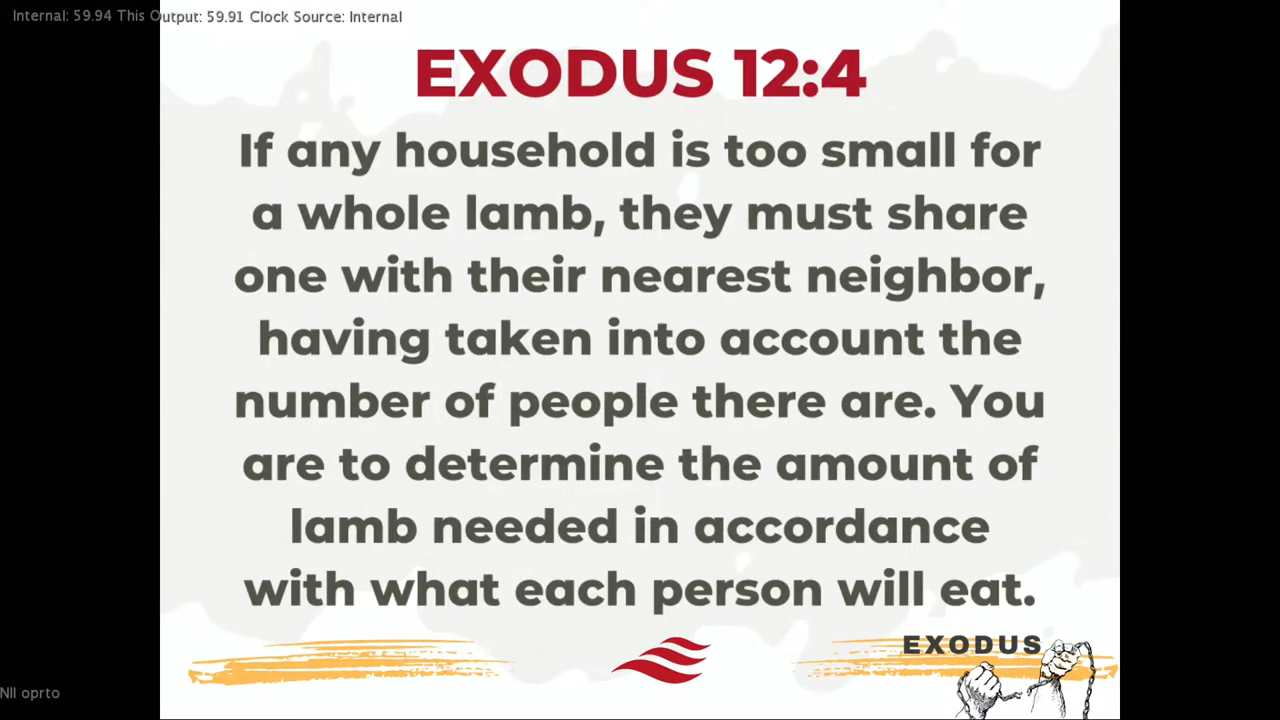 Internal: 59.94 This Output: 59.91 Clock Source: Internal
EXODUS 12:4
If any household is too small for
a whole lamb, they must share
one with their nearest neighbor,
having taken into account the
number of people there are. You
are to determine the amount of
lamb needed in accordance
with what each person will eat.
EXODUS
NII oprto